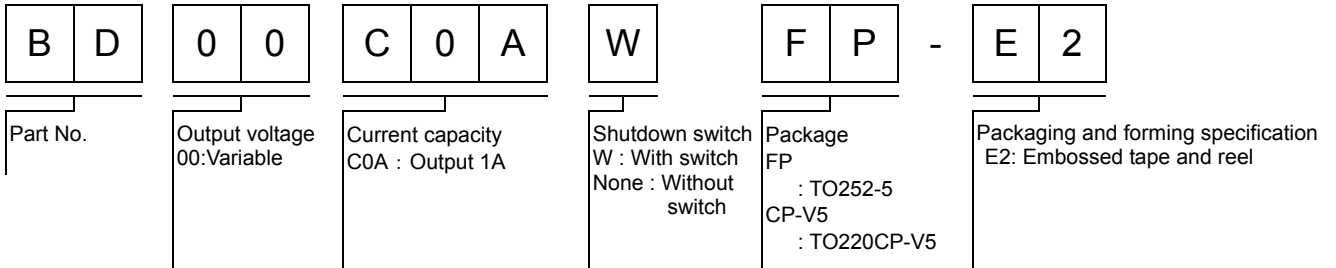 B D 0 0 C 0 A W F P - E 2
Part No.
Output voltage
00:Variable
Current capacity
C0A : Output 1A
Shutdown switch
W : With switch
None : Without
switch
Package
FP
: TO252-5
CP-V5
: TO220CP-V5
Packaging and forming specification
E2: Embossed tape and reel